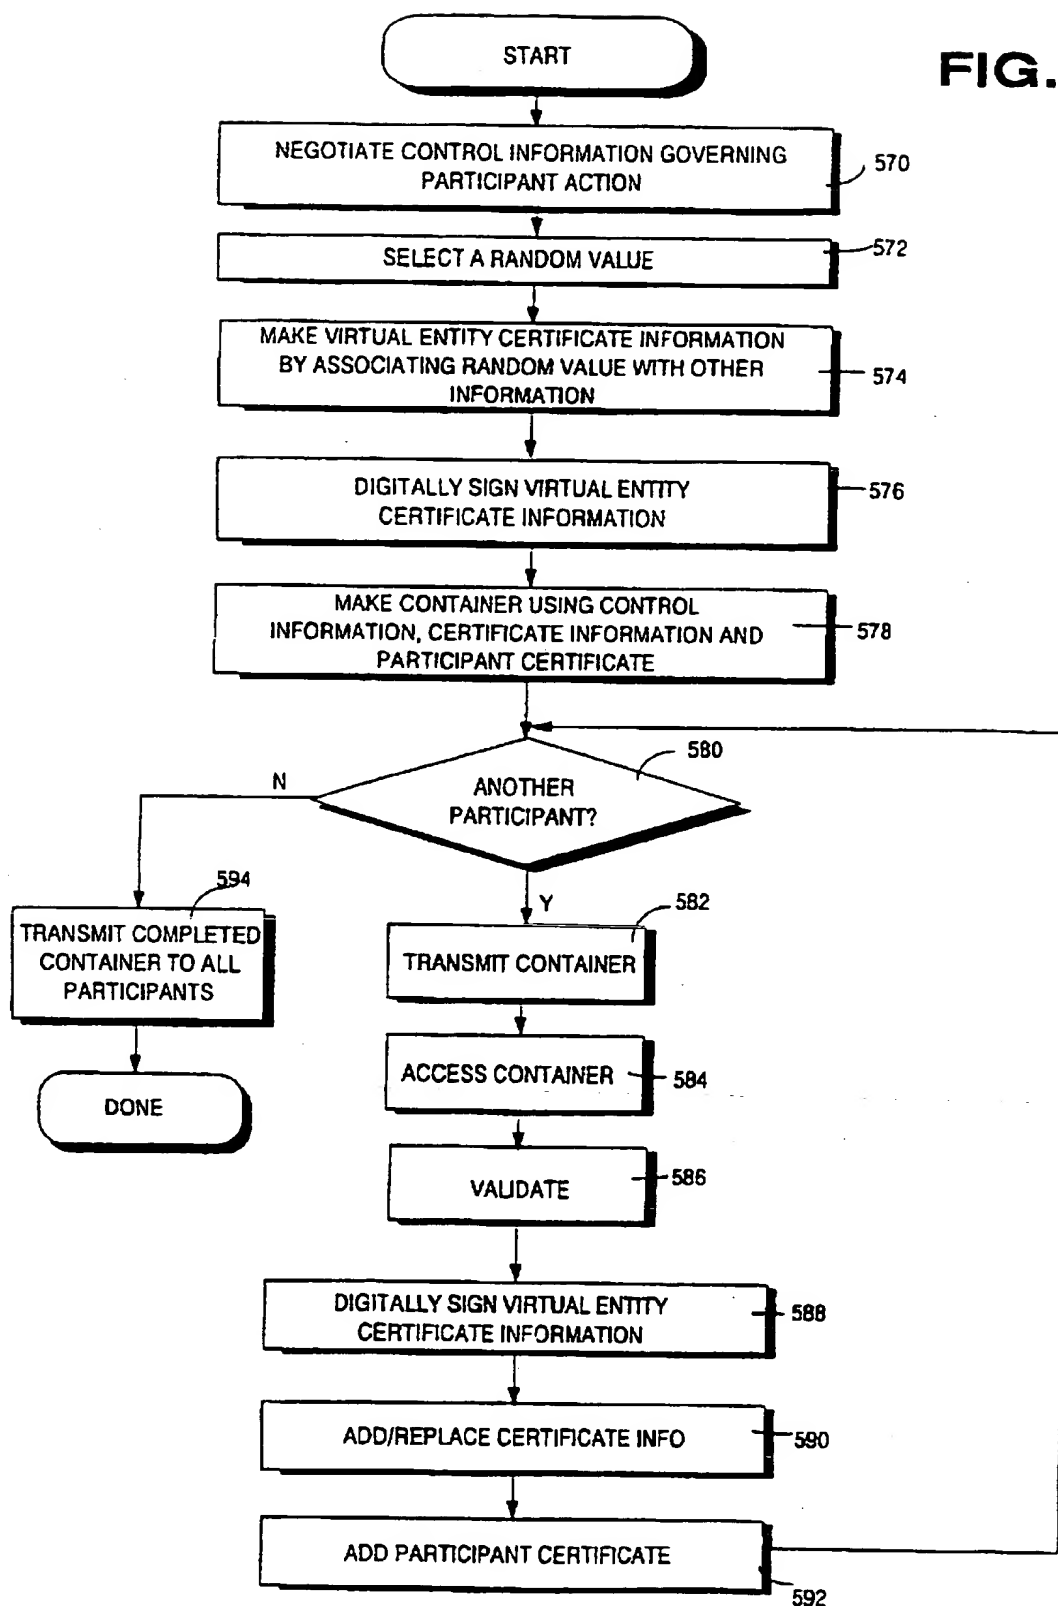 START
FIG.
NEGOTIATE CONTROL INFORMATION GOVERNING
PARTICIPANT ACTION
570
SELECT A RANDOM VALUE
572
MAKE VIRTUAL ENTITY CERTIFICATE INFORMATION
BY ASSOCIATING RANDOM VALUE WITH OTHER
INFORMATION
574
DIGITALLY SIGN VIRTUAL ENTITY
CERTIFICATE INFORMATION
576
MAKE CONTAINER USING CONTROL
INFORMATION, CERTIFICATE INFORMATION AND
PARTICIPANT CERTIFICATE
578
580
ANOTHER
PARTICIPANT?
N
Y
594
TRANSMIT COMPLETED
CONTAINER TO ALL
PARTICIPANTS
DONE
582
TRANSMIT CONTAINER
ACCESS CONTAINER
584
VALIDATE
586
DIGITALLY SIGN VIRTUAL ENTITY
CERTIFICATE INFORMATION
588
ADD/REPLACE CERTIFICATE INFO
590
ADD PARTICIPANT CERTIFICATE
592